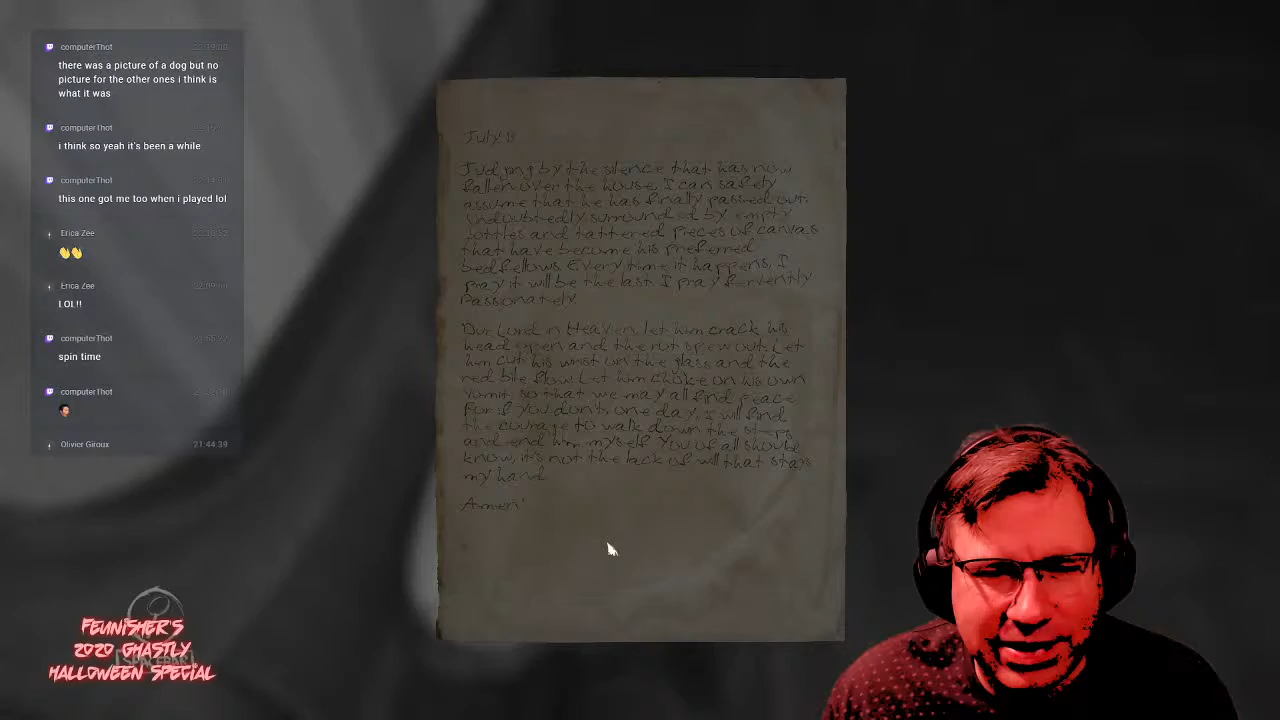 computerThot
there was a picture of a dog but no
picture for the other ones i think is
what it was
computerThot
i think so yeah it's been a while
computerThot
this one got me too when i played lol
Erica Zee
Erica Zee
LOL!!
computerThot
spin time
computerThot
Olivier Giroux 21:44:39
July
Judging by the silence that has now
fallen over the house, I can safely
assume that he has finally passed out.
Undoubtedly surrounded by empty
bottles and tattered pieces of canvas
that have become his preferred
bedfellows. Every time it happens, I
pray it will be the last. I pray fervently
Passionately.
Our Lord in Heaven, let him crack his
head open and the rot spew out. Let
him cut his wrist on the glass and the
red bile flow. Let him choke on his own
vomit so that we may all find peace
For if you don't, one day, I will find
the courage to walk down the steps
and end him myself. You of all should
know, it's not the lack of will that stays
my hand
Amen
FEUNISHER'S
2020 GHASTLY
HALLOWEEN SPECIAL